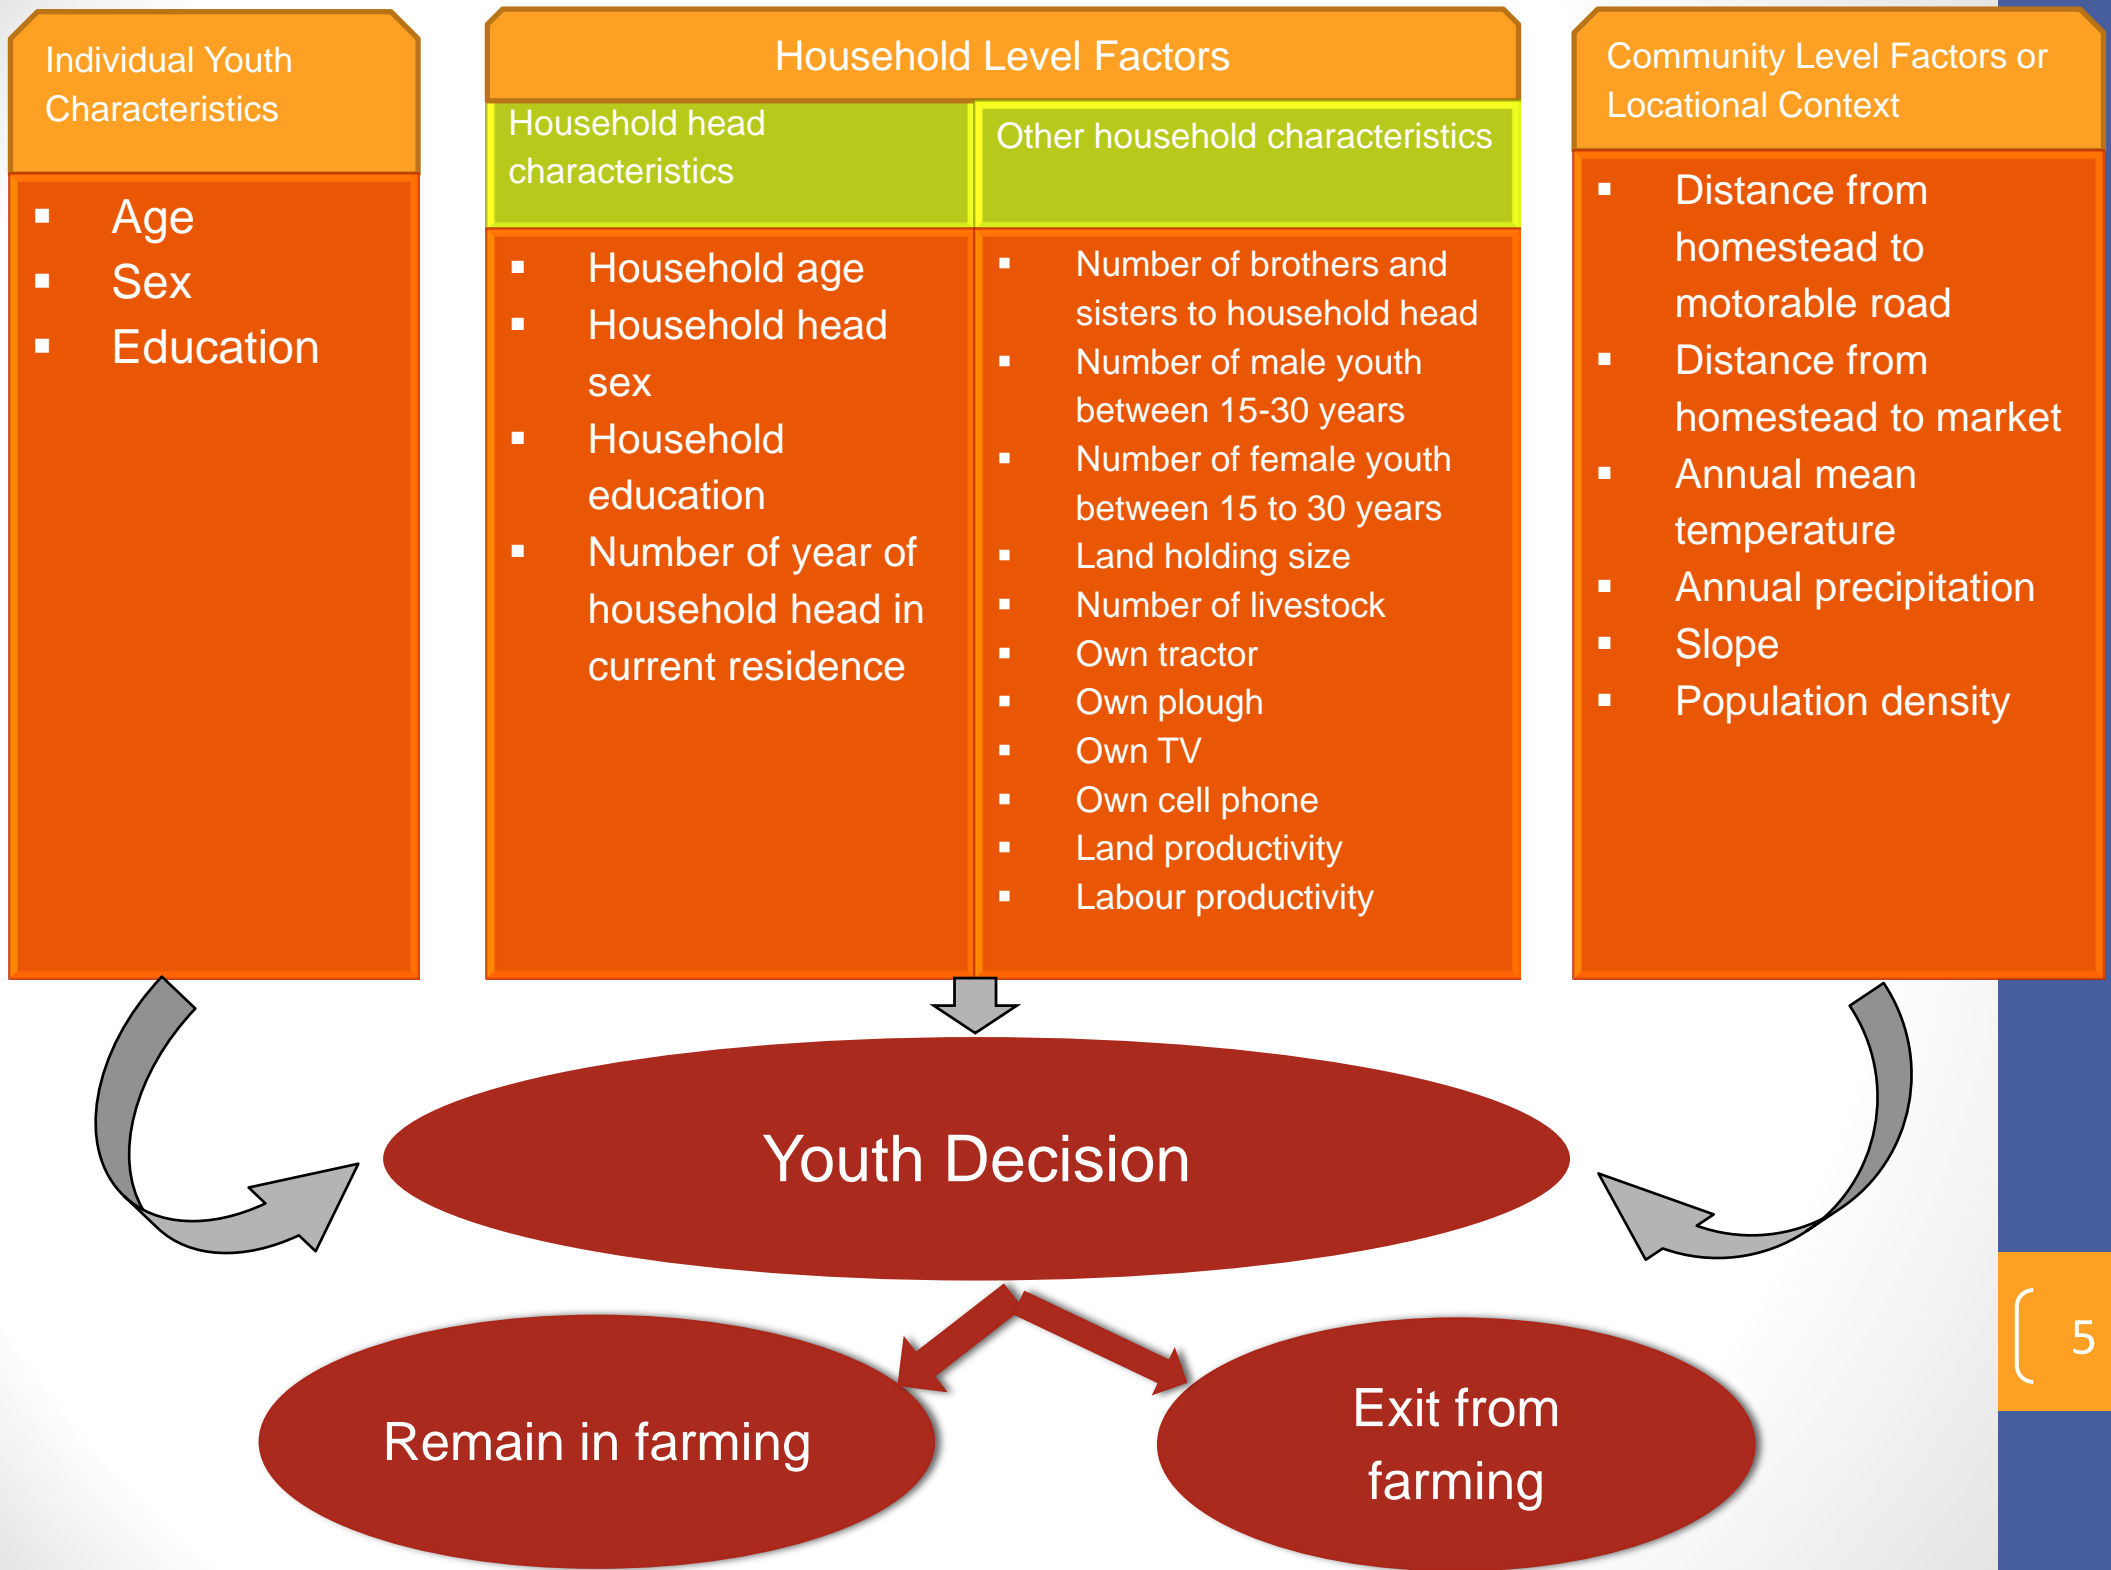 Individual Youth
Characteristics
▪ Age
▪ Sex
▪ Education
Household Level Factors
Household head
characteristics
▪ Household age
▪ Household head
sex
▪ Household
education
▪ Number of year of
household head in
current residence
Other household characteristics
▪ Number of brothers and
sisters to household head
▪ Number of male youth
between 15-30 years
▪ Number of female youth
between 15 to 30 years
▪ Land holding size
▪ Number of livestock
▪ Own tractor
▪ Own plough
▪ Own TV
▪ Own cell phone
▪ Land productivity
▪ Labour productivity
Community Level Factors or
Locational Context
▪ Distance from
homestead to
motorable road
▪ Distance from
homestead to market
▪ Annual mean
temperature
▪ Annual precipitation
▪ Slope
▪ Population density
Youth Decision
Remain in farming
Exit from
farming
5